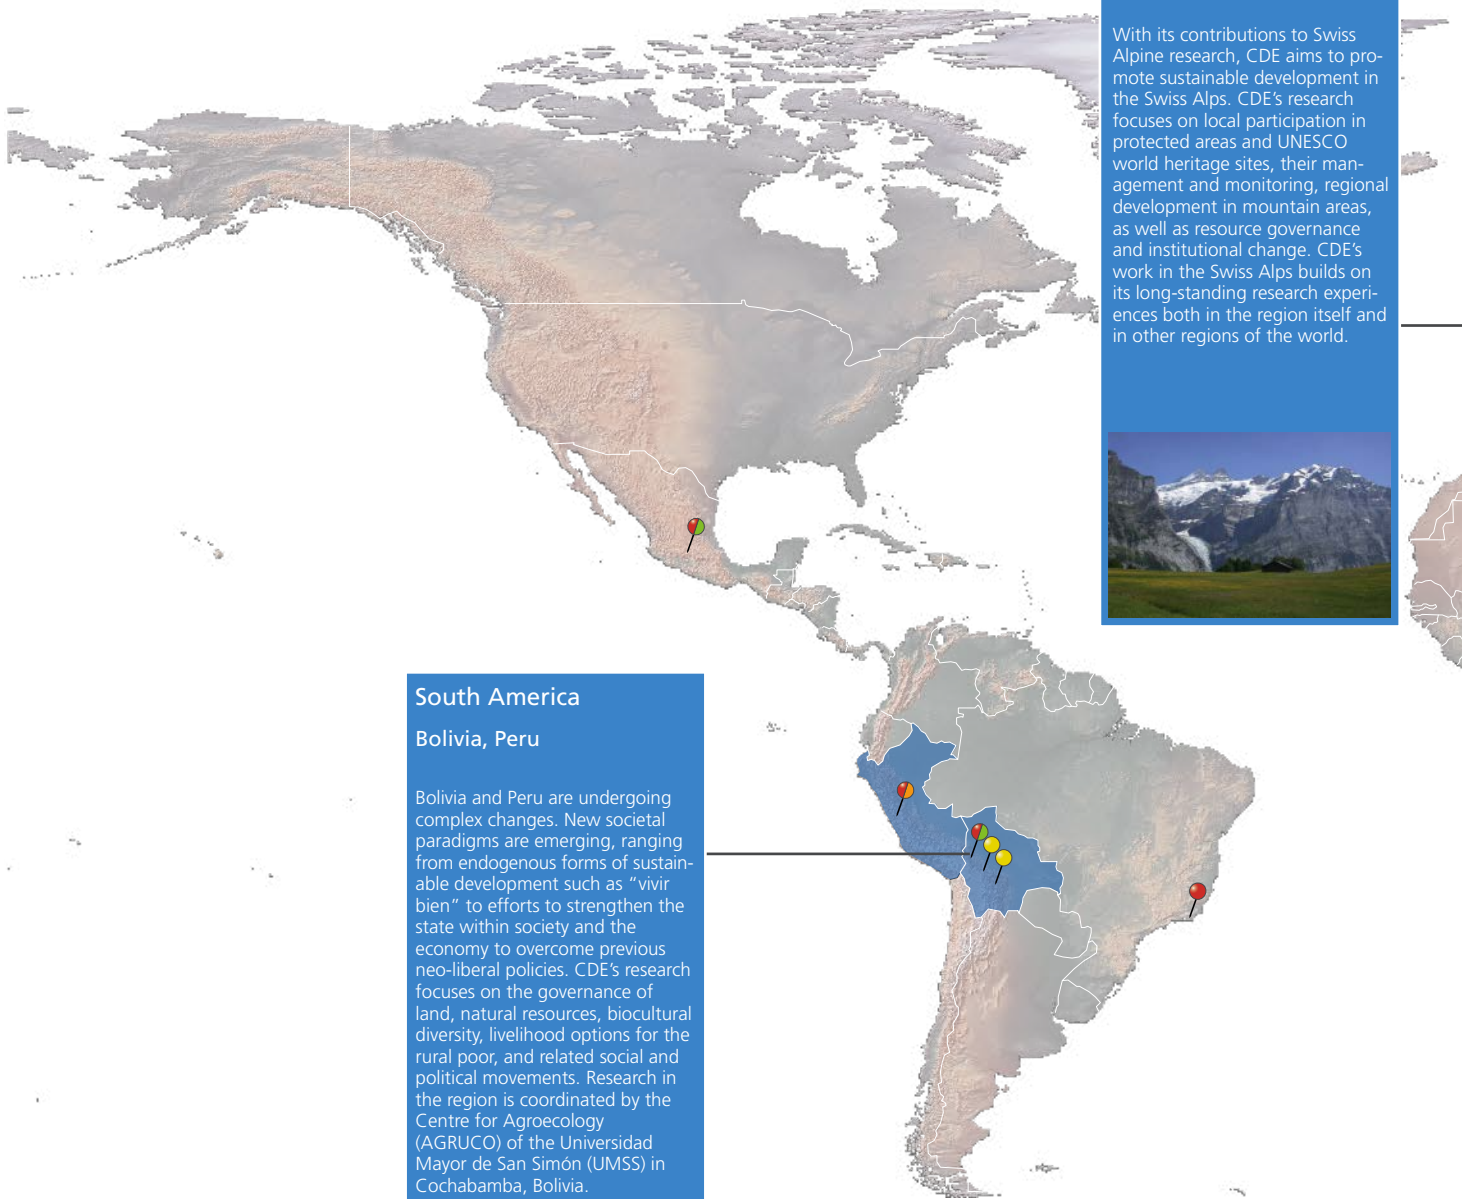 With its contributions to Swiss
Alpine research, CDE aims to pro-
mote sustainable development in
the Swiss Alps. CDE’s research
focuses on local participation in
protected areas and UNESCO
world heritage sites, their man-
agement and monitoring, regional
development in mountain areas,
as well as resource governance
and institutional change. CDE’s
work in the Swiss Alps builds on
its long-standing research experi-
ences both in the region itself and
in other regions of the world.
South America
Bolivia, Peru
Bolivia and Peru are undergoing
complex changes. New societal
paradigms are emerging, ranging
from endogenous forms of sustain-
able development such as “vivir
bien” to efforts to strengthen the
state within society and the
economy to overcome previous
neo-liberal policies. CDE’s research
focuses on the governance of
land, natural resources, biocultural
diversity, livelihood options for the
rural poor, and related social and
political movements. Research in
the region is coordinated by the
Centre for Agroecology
(AGRUCO) of the Universidad
Mayor de San Simón (UMSS) in
Cochabamba, Bolivia.